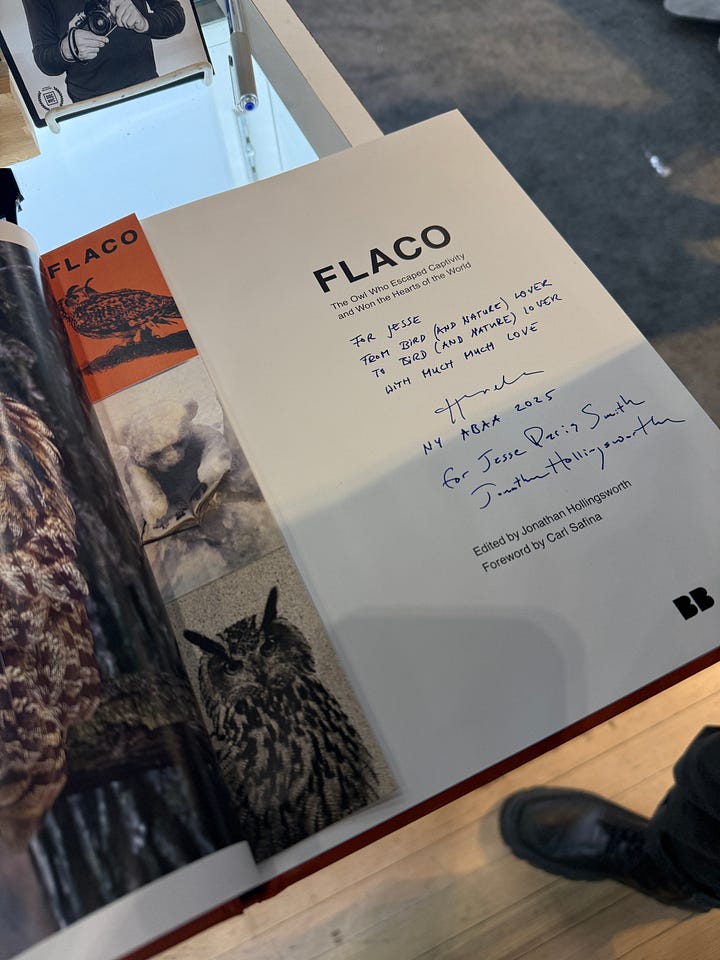 FLACO
FLACO
The Owl Who Escaped Captivity
and Won the Hearts of the World
FOR JESSE
FROM BIRD (AND NATURE) LOVER
TO BIRD (AND NATURE) LOVER
WITH MUCH MUCH LOVE
NY ABAA 2025
for Jesse Paris Smith
Jonathan Hollingsworth
Edited by Jonathan Hollingsworth
Foreword by Carl Safina
BB